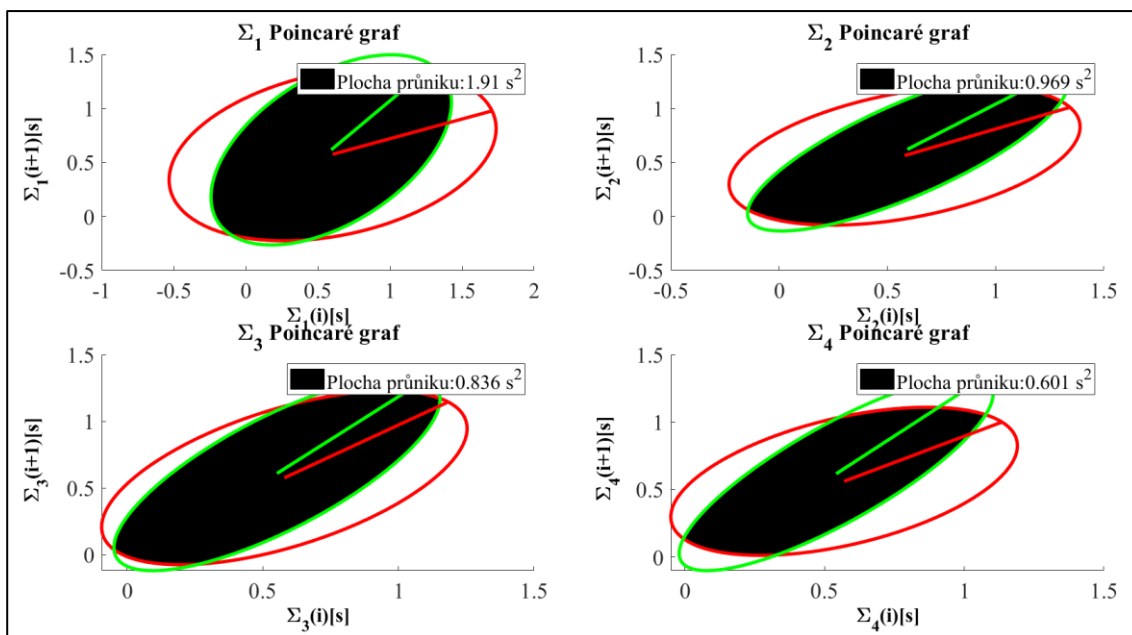 Σ1 Poincaré graf
Plocha průniku:1.91 s2
Σ1(i+1)[s]
1.5
1
0.5
0
-0.5
-1
-0.5
0
0.5
1
1.5
2
Σ1(i)[s]
Σ2 Poincaré graf
Plocha průniku:0.969 s2
Σ2(i+1)[s]
1.5
1
0.5
0
-0.5
-0.5
0
0.5
1
1.5
Σ2(i)[s]
Σ3 Poincaré graf
Plocha průniku:0.836 s2
Σ3(i+1)[s]
1.5
1
0.5
0
0
0.5
1
1.5
Σ3(i)[s]
Σ4 Poincaré graf
Plocha průniku:0.601 s2
Σ4(i+1)[s]
1.5
1
0.5
0
0
0.5
1
1.5
Σ4(i)[s]